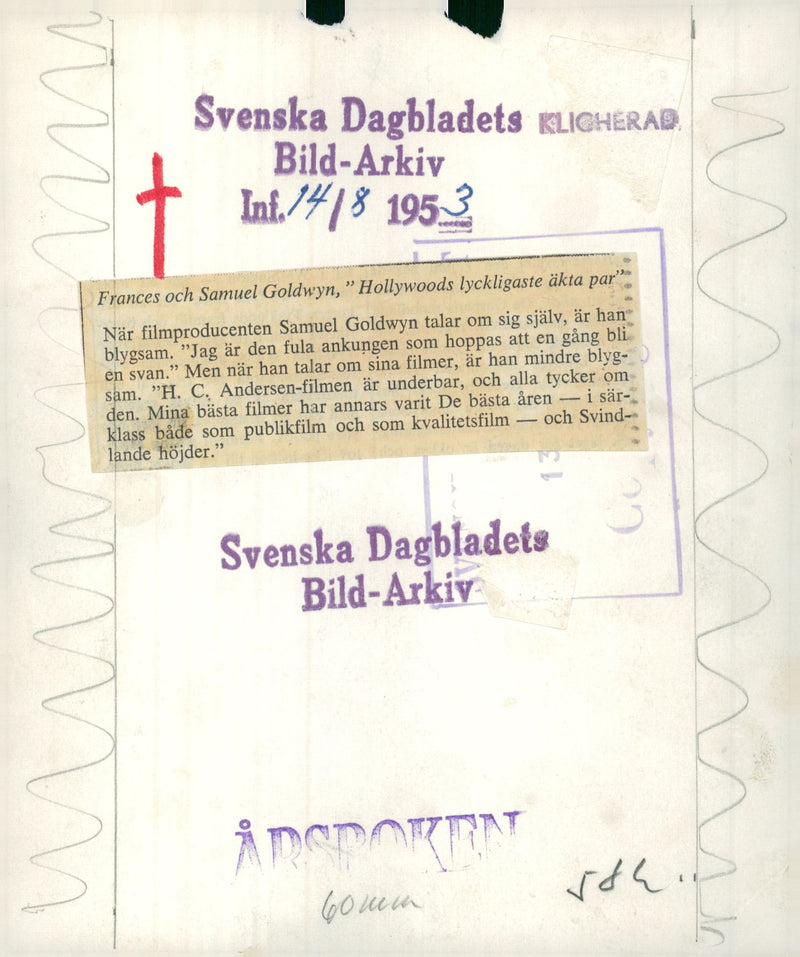 Svenska Dagbladets KLICHERAD
Bild-Arkiv
Inf. 14/8 1953
Frances och Samuel Goldwyn, ”Hollywoods lyckligaste äkta par”
När filmproducenten Samuel Goldwyn talar om sig själv, är han
blygsam. ”Jag är den fula ankungen som hoppas att en gång bli
en svan.” Men när han talar om sina filmer, är han mindre blyg-
sam. ”H. C. Andersen-filmen är underbar, och alla tycker om
den. Mina bästa filmer har annars varit De bästa åren — i sär-
klass både som publikfilm och som kvalitetsfilm — och Svind-
lande höjder.”
13
Svenska Dagbladets
Bild-Arkiv
ÅRSBOKEN
60mm